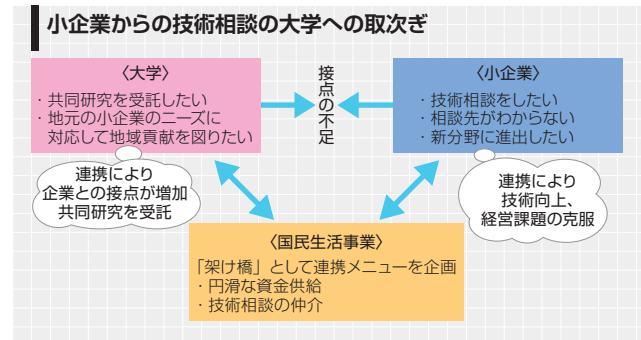 小企業からの技術相談の大学への取次ぎ
〈大学〉
・共同研究を受託したい
・地元の小企業のニーズに
対応して地域貢献を図りたい
接点の不足
〈小企業〉
・技術相談をしたい
・相談先がわからない
・新分野に進出したい
連携により
企業との接点が増加
共同研究を受託
連携により
技術向上、
経営課題の克服
〈国民生活事業〉
「架け橋」として連携メニューを企画
・円滑な資金供給
・技術相談の仲介